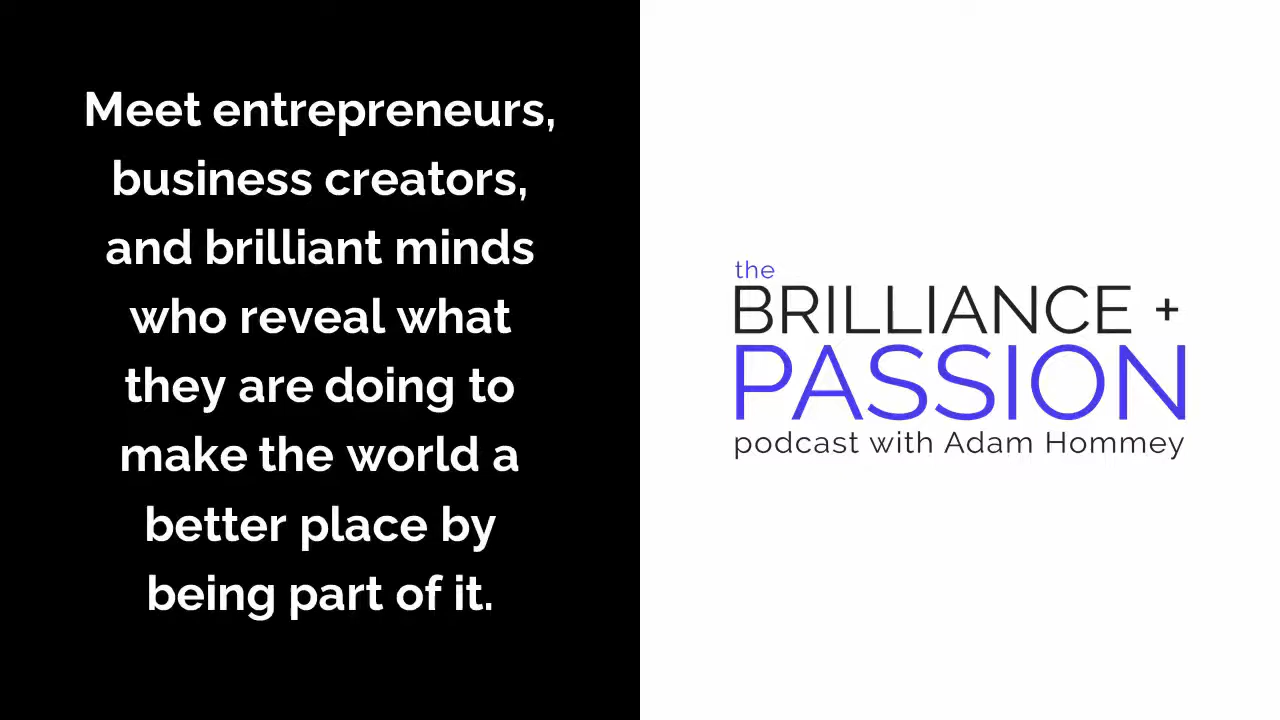 Meet entrepreneurs,
business creators,
and brilliant minds
who reveal what
they are doing to
make the world a
better place by
being part of it.
the
BRILLIANCE +
PASSION
podcast with Adam Hommey